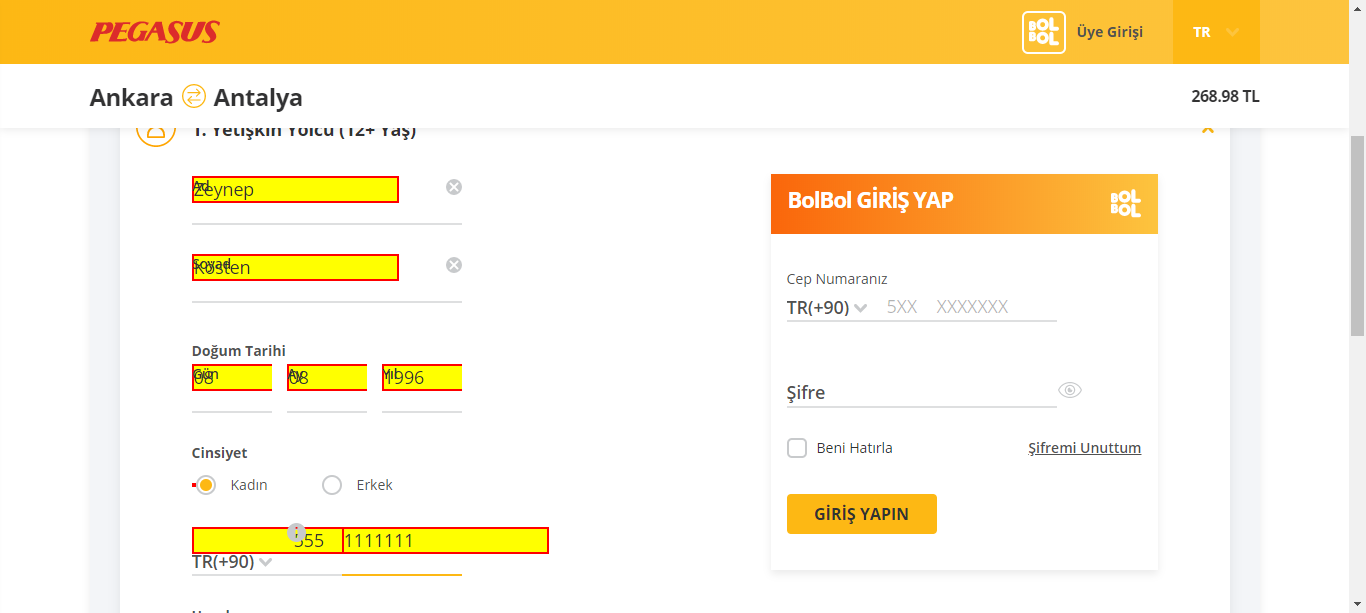 PEGASUS
BOL BOL
Üye Girişi
TR
Ankara Antalya
268.98 TL
1. Yetişkin Yolcu (12+ Yaş)
Ad
Zeynep
Soyad
Kösten
Doğum Tarihi
Gün
08
Ay
08
Yıl
1996
Cinsiyet
Kadın
Erkek
555
1111111
TR(+90)
BolBol GİRİŞ YAP
BOL BOL
Cep Numaranız
TR(+90) 5XX XXXXXXX
Şifre
Beni Hatırla
Şifremi Unuttum
GİRİŞ YAPIN